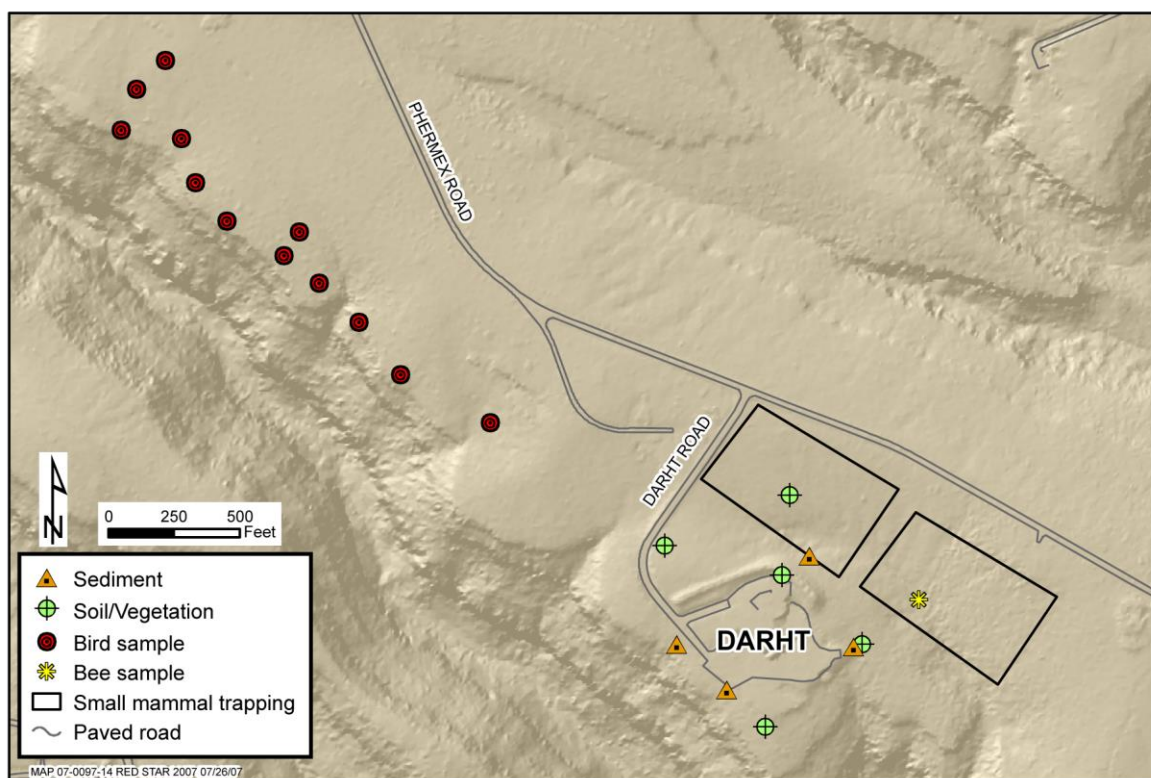 PHERMEX ROAD
DARHT ROAD
N
0 250 500
Feet
DARHT
Sediment
Soil/Vegetation
Bird sample
Bee sample
Small mammal trapping
Paved road
MAP 07-0097-14 RED STAR 2007 07/26/07